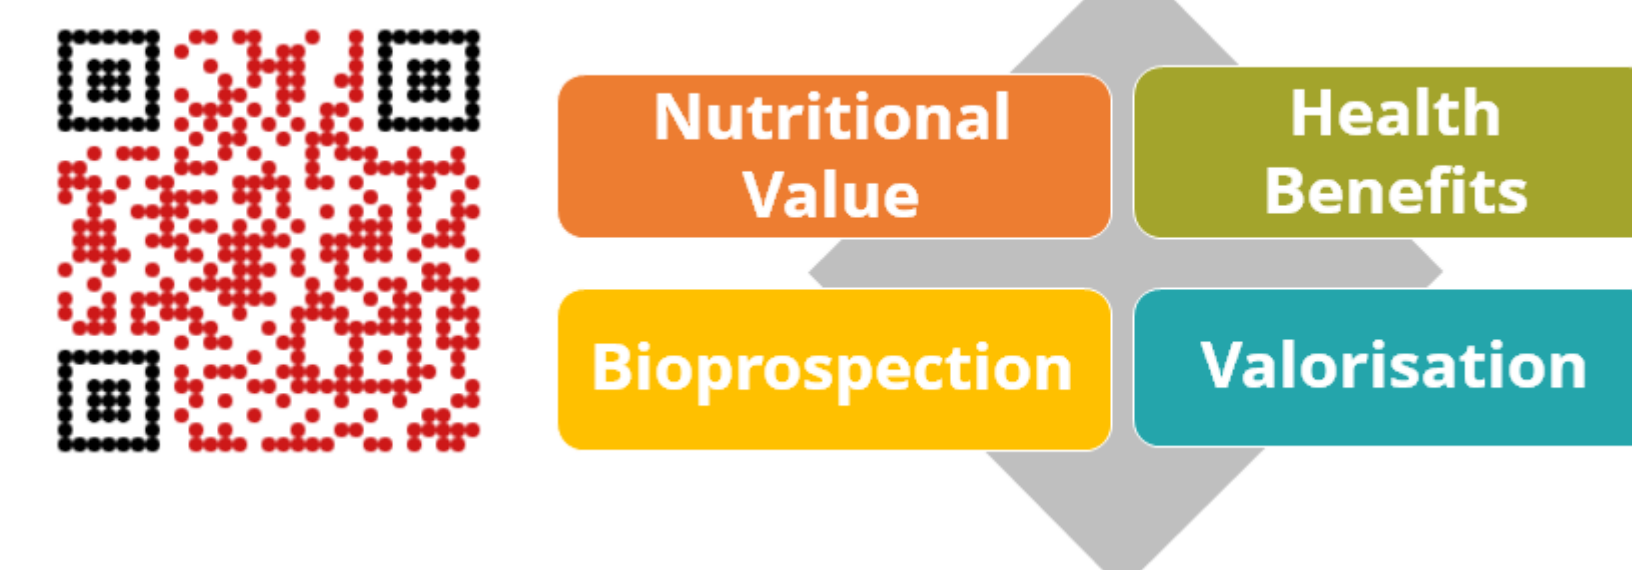 Nutritional
Value
Health
Benefits
Bioprospection
Valorisation